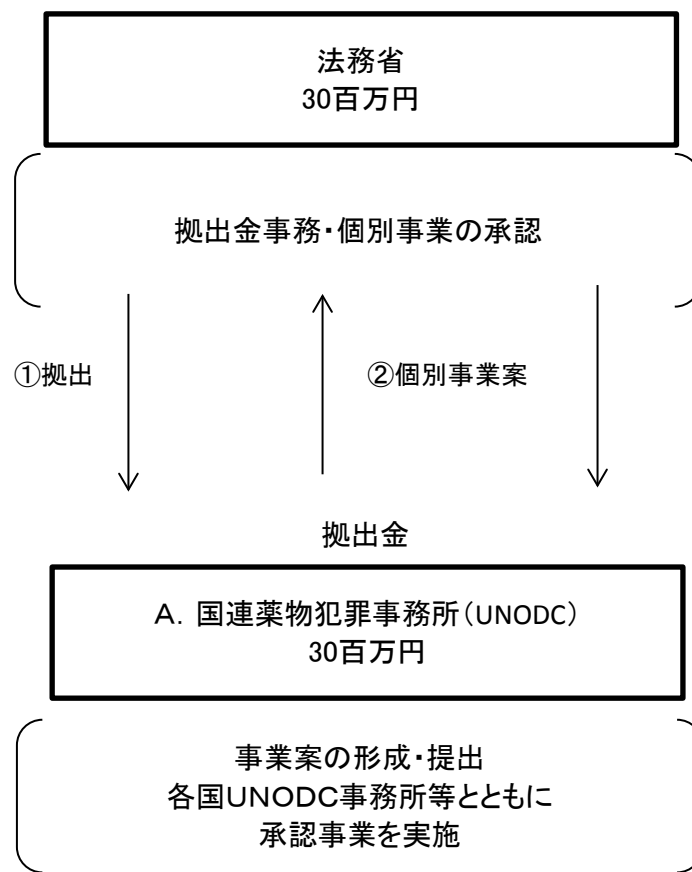 法務省
30百万円
拠出金事務・個別事業の承認
①拠出
②個別事業案
拠出金
Ａ．国連薬物犯罪事務所（UNODC）
30百万円
事業案の形成・提出
各国ＵＮＯＤＣ事務所等とともに
承認事業を実施